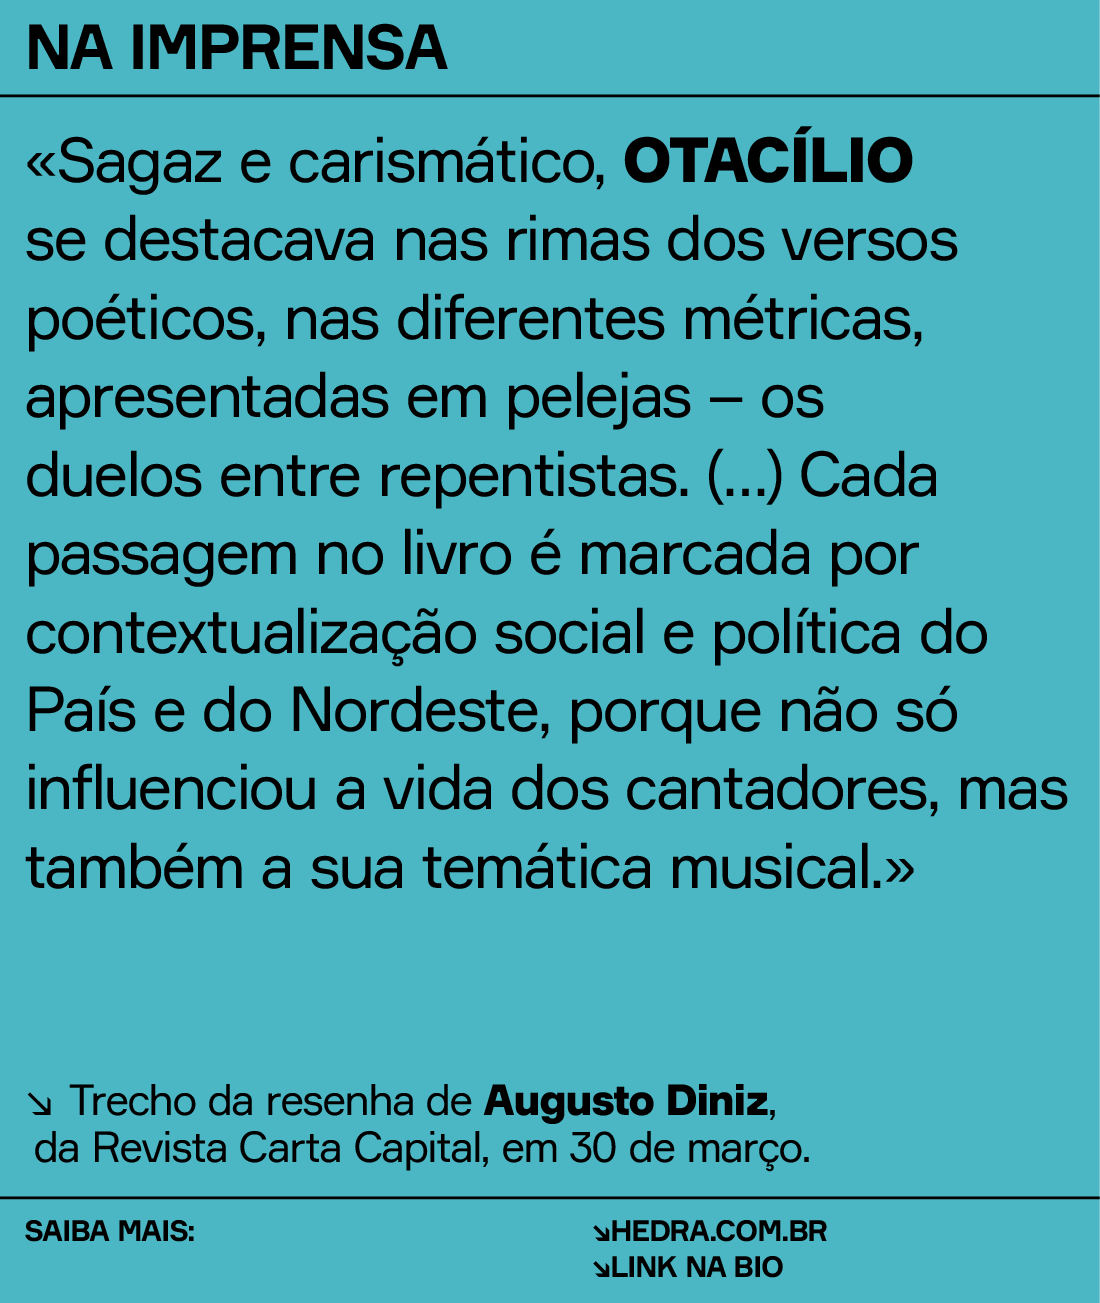 NA IMPRENSA
«Sagaz e carismático, OTACÍLIO
se destacava nas rimas dos versos
poéticos, nas diferentes métricas,
apresentadas em pelejas – os
duelos entre repentistas. (...) Cada
passagem no livro é marcada por
contextualização social e política do
País e do Nordeste, porque não só
influenciou a vida dos cantadores, mas
também a sua temática musical.»
↘ Trecho da resenha de Augusto Diniz,
da Revista Carta Capital, em 30 de março.
SAIBA MAIS:
↘HEDRA.COM.BR
↘LINK NA BIO